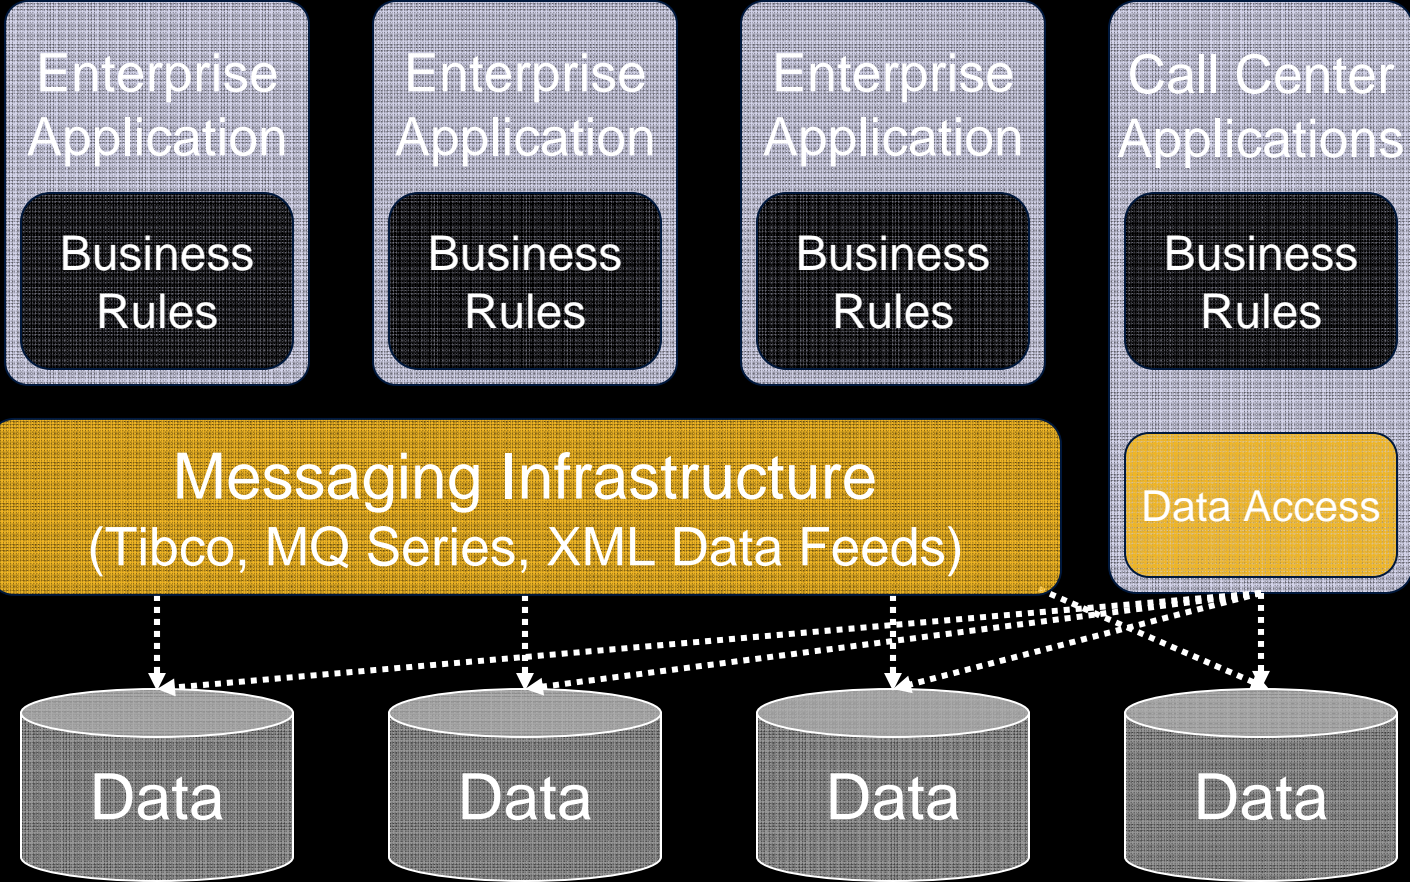 Enterprise
Application
Enterprise
Application
Enterprise
Application
Call Center
Applications
Business
Rules
Business
Rules
Business
Rules
Business
Rules
Messaging Infrastructure
(Tibco, MQ Series, XML Data Feeds)
Data Access
Data
Data
Data
Data